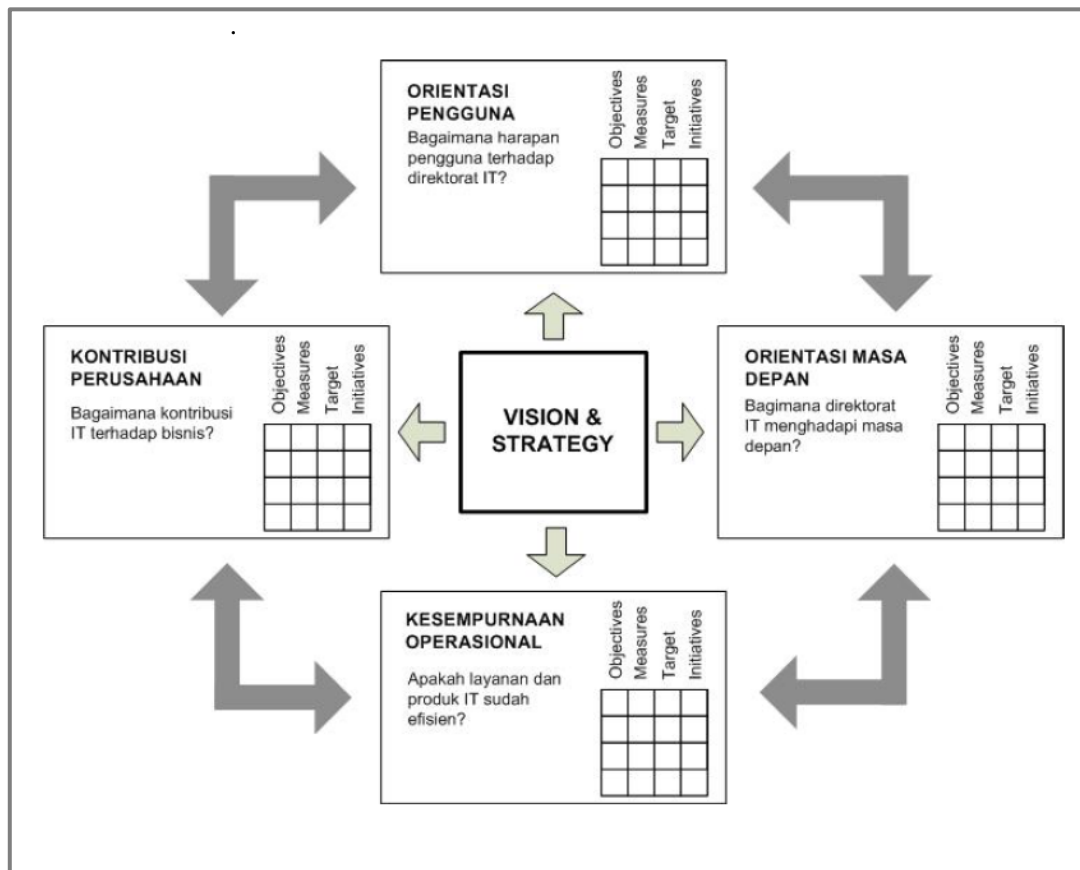 ORIENTASI
PENGGUNA
Bagaimana harapan
pengguna terhadap
direktorat IT?
Objectives
Measures
Target
Initiatives
KONTRIBUSI
PERUSAHAAN
Bagaimana kontribusi
IT terhadap bisnis?
Objectives
Measures
Target
Initiatives
VISION &
STRATEGY
ORIENTASI MASA
DEPAN
Bagimana direktorat
IT menghadapi masa
depan?
Objectives
Measures
Target
Initiatives
KESEMPURNAAN
OPERASIONAL
Apakah layanan dan
produk IT sudah
efisien?
Objectives
Measures
Target
Initiatives